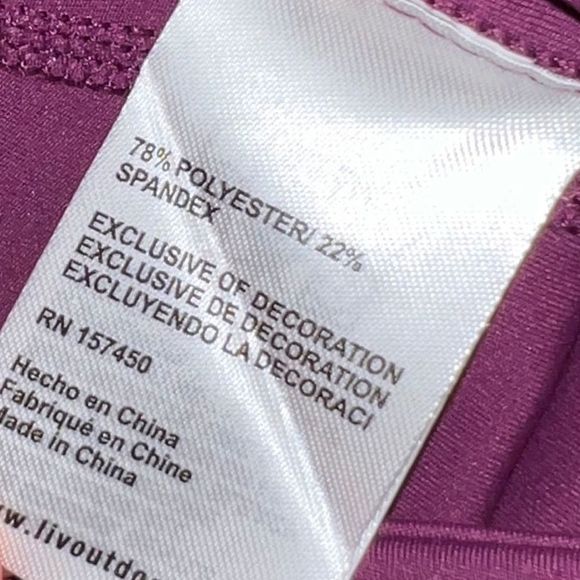 78% POLYESTER/ 22%
SPANDEX
EXCLUSIVE OF DECORATION
EXCLUSIVE DE DECORATION
EXCLUYENDO LA DECORACI
RN 157450
Hecho en China
Fabriqué en Chine
Made in China
w.livoutdo